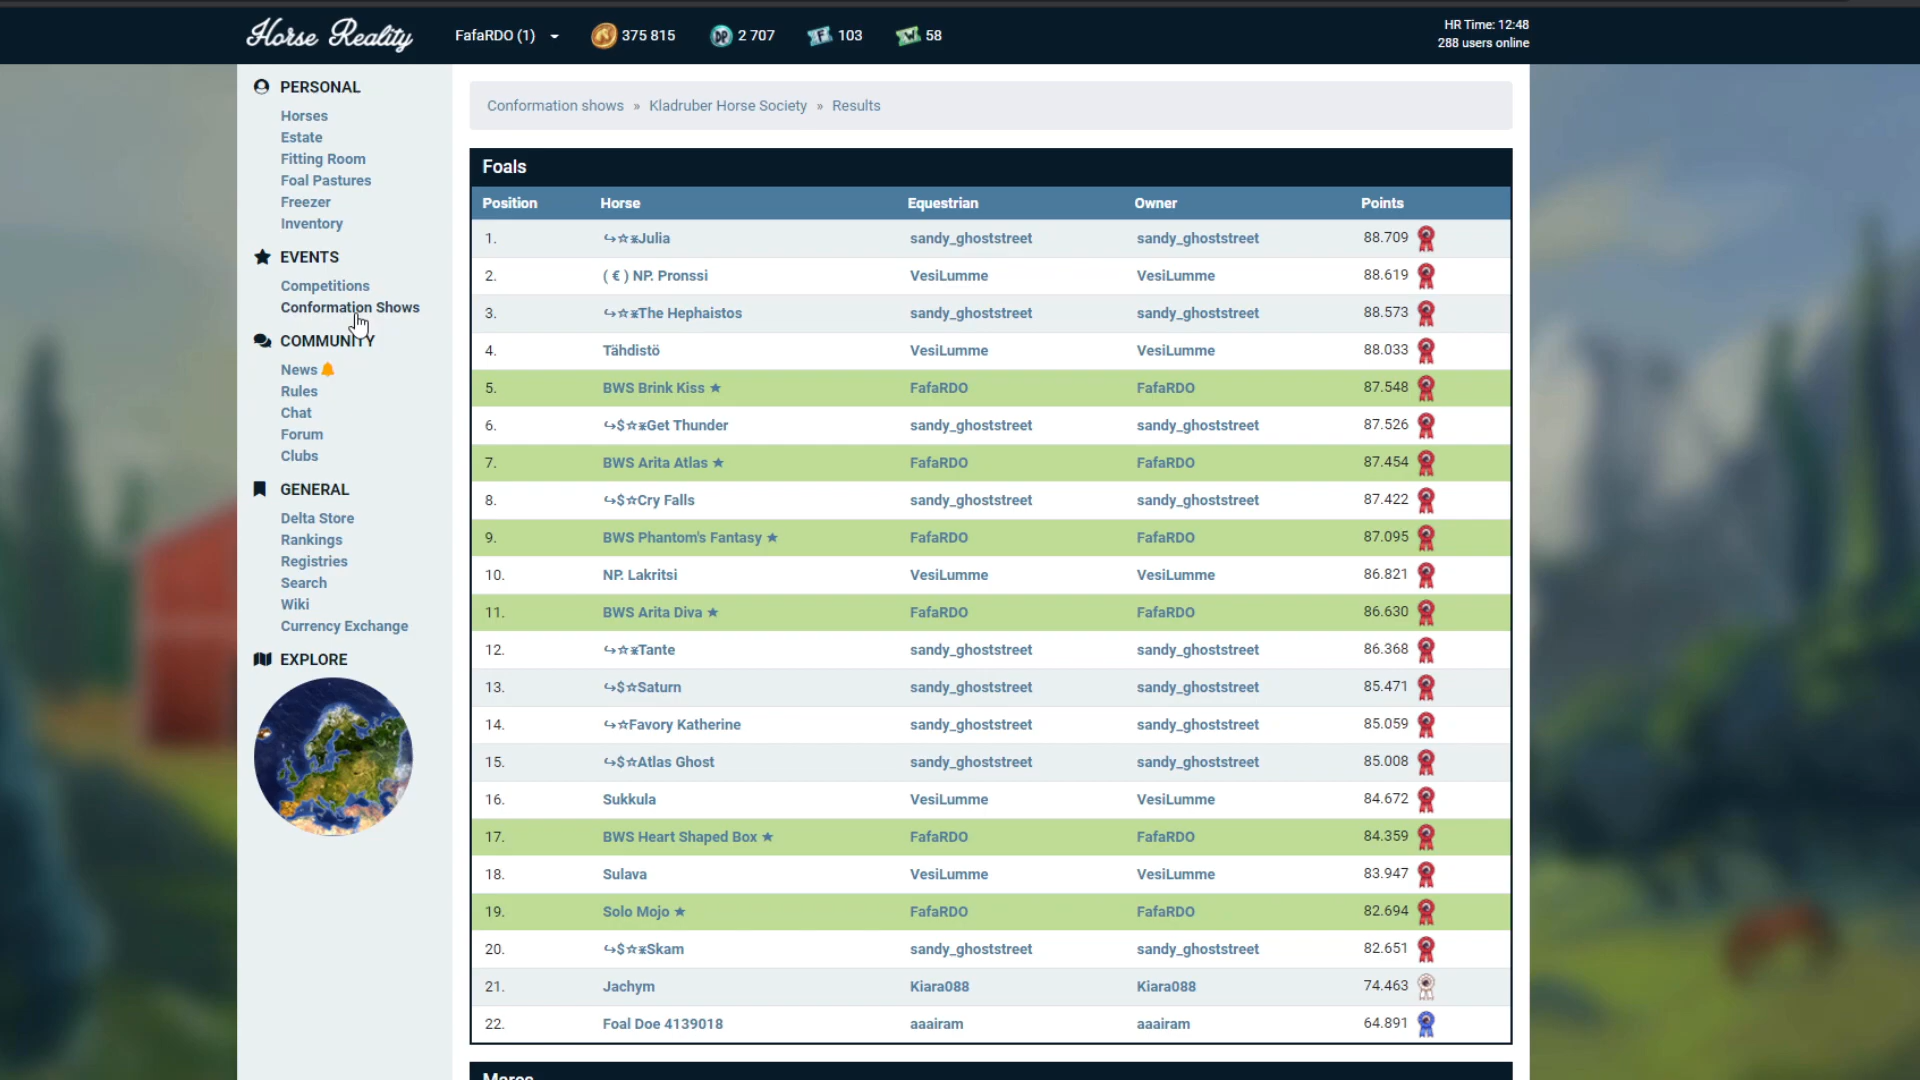 Horse Reality
FafaRDO (1)
375 815
DP
2 707
F
103
58
HR Time: 12:48
288 users online
PERSONAL
Horses
Estate
Fitting Room
Foal Pastures
Freezer
Inventory
EVENTS
Competitions
Conformation Shows
COMMUNITY
News
Rules
Chat
Forum
Clubs
GENERAL
Delta Store
Rankings
Registries
Search
Wiki
Currency Exchange
EXPLORE
Conformation shows » Kladruber Horse Society » Results
Foals
Position Horse Equestrian Owner Points
1. ↪☆ӿJulia sandy_ghoststreet sandy_ghoststreet 88.709
2. ( € ) NP. Pronssi VesiLumme VesiLumme 88.619
3. ↪☆ӿThe Hephaistos sandy_ghoststreet sandy_ghoststreet 88.573
4. Tähdistö VesiLumme VesiLumme 88.033
5. BWS Brink Kiss ★ FafaRDO FafaRDO 87.548
6. ↪$☆ӿGet Thunder sandy_ghoststreet sandy_ghoststreet 87.526
7. BWS Arita Atlas ★ FafaRDO FafaRDO 87.454
8. ↪$☆Cry Falls sandy_ghoststreet sandy_ghoststreet 87.422
9. BWS Phantom's Fantasy ★ FafaRDO FafaRDO 87.095
10. NP. Lakritsi VesiLumme VesiLumme 86.821
11. BWS Arita Diva ★ FafaRDO FafaRDO 86.630
12. ↪☆ӿTante sandy_ghoststreet sandy_ghoststreet 86.368
13. ↪$☆Saturn sandy_ghoststreet sandy_ghoststreet 85.471
14. ↪☆Favory Katherine sandy_ghoststreet sandy_ghoststreet 85.059
15. ↪$☆Atlas Ghost sandy_ghoststreet sandy_ghoststreet 85.008
16. Sukkula VesiLumme VesiLumme 84.672
17. BWS Heart Shaped Box ★ FafaRDO FafaRDO 84.359
18. Sulava VesiLumme VesiLumme 83.947
19. Solo Mojo ★ FafaRDO FafaRDO 82.694
20. ↪$☆ӿSkam sandy_ghoststreet sandy_ghoststreet 82.651
21. Jachym Kiara088 Kiara088 74.463
22. Foal Doe 4139018 aaairam aaairam 64.891
Mares